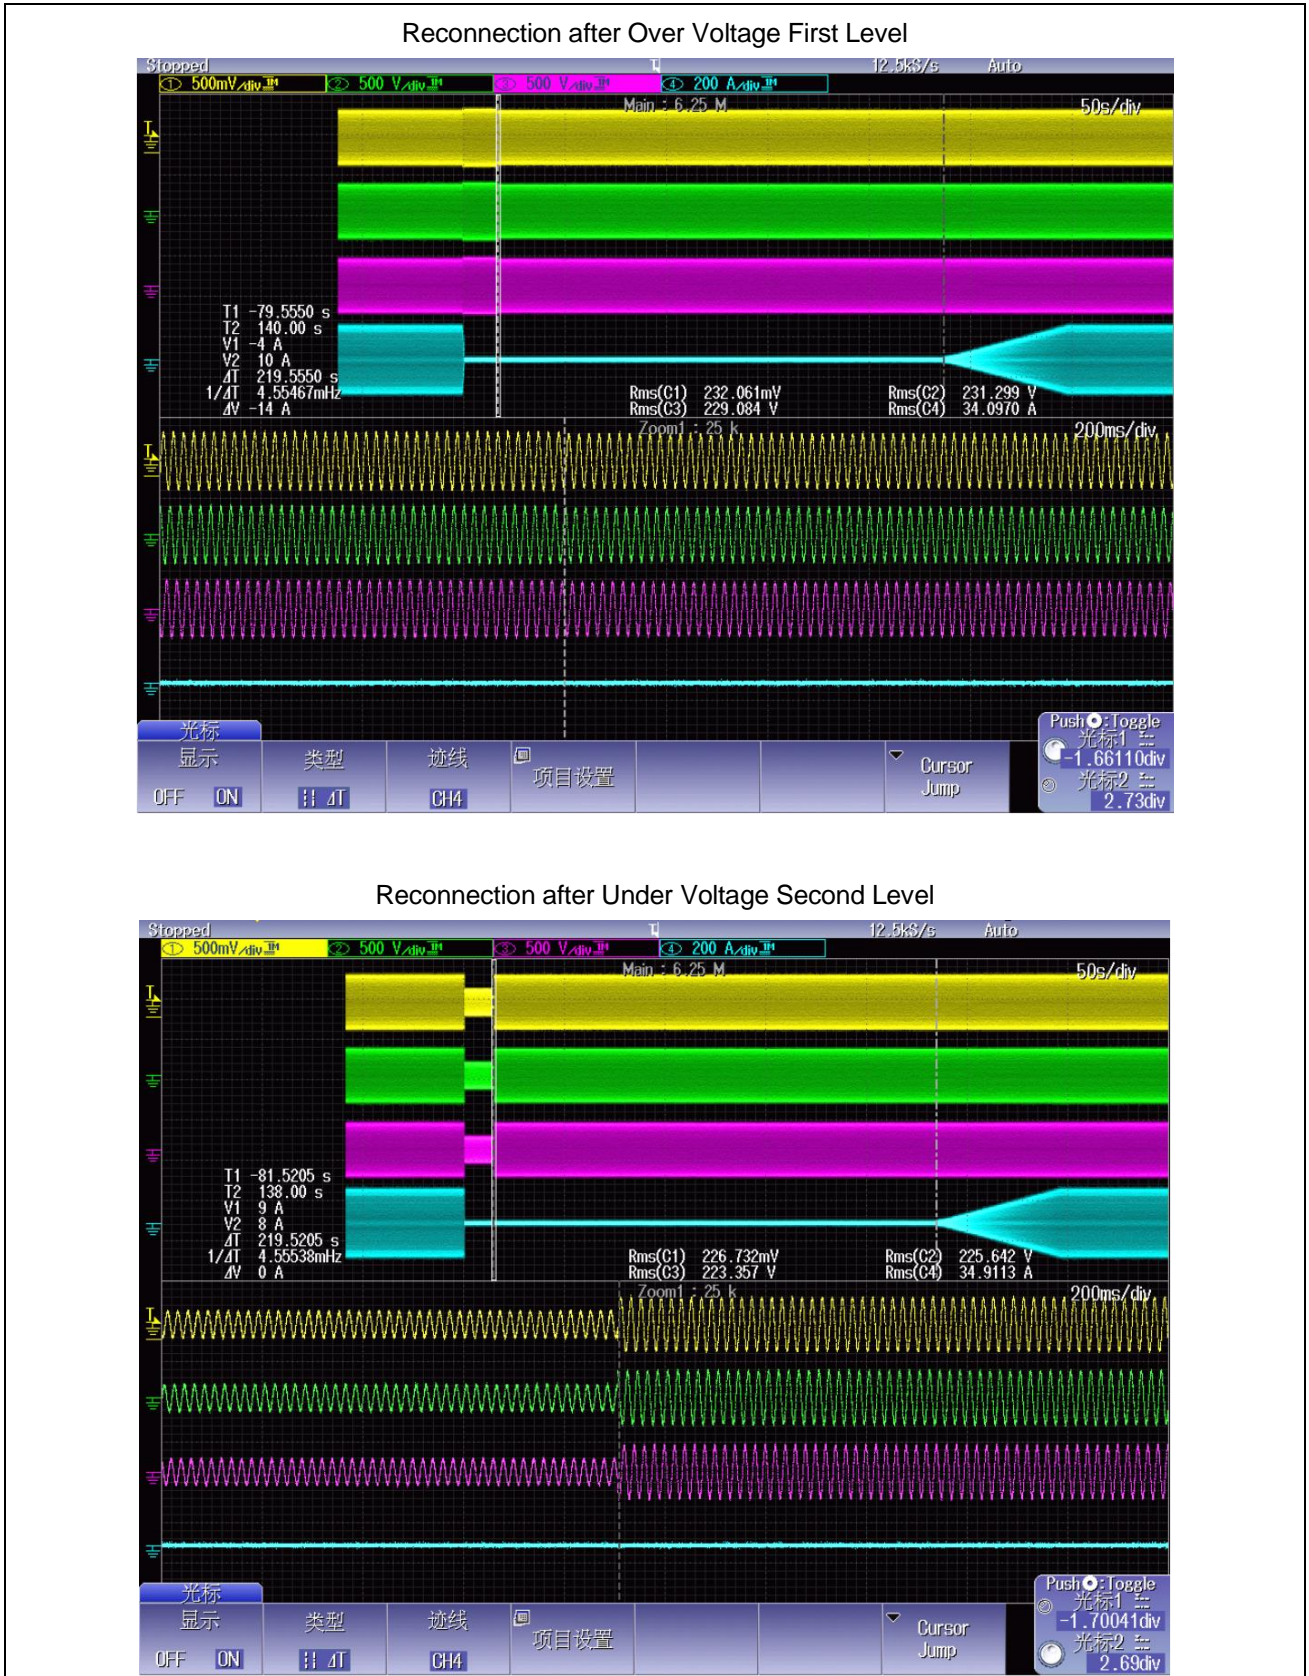 Reconnection after Over Voltage First Level
Stopped 12.5kS/s Auto
① 500mV/div ② 500 V/div ③ 500 V/div ④ 200 A/div
Main : 6.25 M 50s/div
T1 -79.5550 s
T2 140.00 s
V1 -4 A
V2 10 A
ΔT 219.5550 s
1/ΔT 4.55467mHz
ΔV -14 A
Rms(C1) 232.061mV Rms(C2) 231.299 V
Rms(C3) 229.084 V Rms(C4) 34.0970 A
Zoom1 : 25 k 200ms/div
光标
显示 类型 迹线 项目设置 Cursor Jump
OFF ON ΔT CH4
Push :Toggle
光标1
-1.66110div
光标2
2.73div
Reconnection after Under Voltage Second Level
Stopped 12.5kS/s Auto
① 500mV/div ② 500 V/div ③ 500 V/div ④ 200 A/div
Main : 6.25 M 50s/div
T1 -81.5205 s
T2 138.00 s
V1 9 A
V2 8 A
ΔT 219.5205 s
1/ΔT 4.55538mHz
ΔV 0 A
Rms(C1) 226.732mV Rms(C2) 225.642 V
Rms(C3) 223.357 V Rms(C4) 34.9113 A
Zoom1 : 25 k 200ms/div
光标
显示 类型 迹线 项目设置 Cursor Jump
OFF ON ΔT CH4
Push :Toggle
光标1
-1.70041div
光标2
2.69div